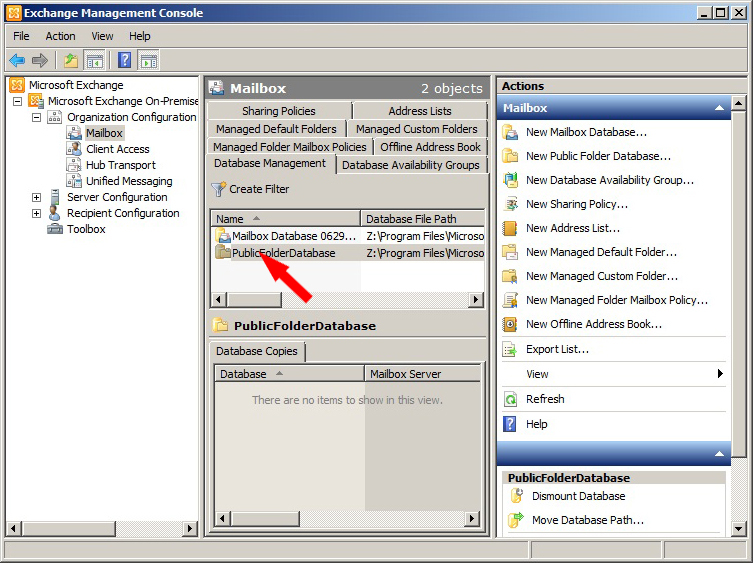 Exchange Management Console
File Action View Help
Microsoft Exchange
Microsoft Exchange On-Premise
Organization Configuration
Mailbox
Client Access
Hub Transport
Unified Messaging
Server Configuration
Recipient Configuration
Toolbox
Mailbox 2 objects
Sharing Policies Address Lists
Managed Default Folders Managed Custom Folders
Managed Folder Mailbox Policies Offline Address Book
Database Management Database Availability Groups
Create Filter
Name Database File Path
Mailbox Database 0629... Z:\Program Files\Microso
PublicFolderDatabase Z:\Program Files\Microso
PublicFolderDatabase
Database Copies
Database Mailbox Server
There are no items to show in this view.
Actions
Mailbox
New Mailbox Database...
New Public Folder Database...
New Database Availability Group...
New Sharing Policy...
New Address List...
New Managed Default Folder...
New Managed Custom Folder...
New Managed Folder Mailbox Policy...
New Offline Address Book...
Export List...
View
Refresh
Help
PublicFolderDatabase
Dismount Database
Move Database Path...